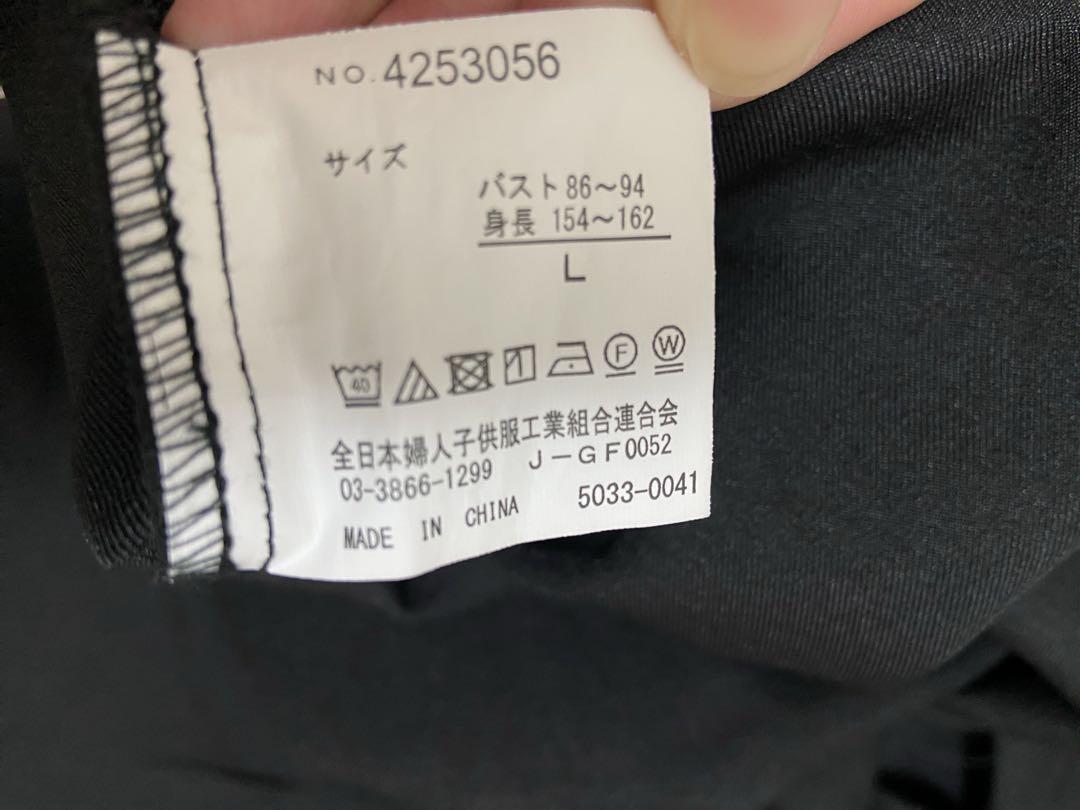 NO.4253056
サイズ
バスト86〜94
身長 154〜162
L
40 F W
全日本婦人子供服工業組合連合会
03-3866-1299 J-GF0052
MADE IN CHINA 5033-0041